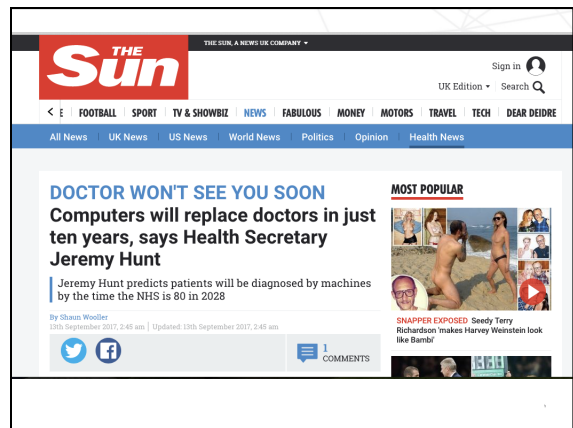 THE SUN, A NEWS UK COMPANY
THE
Sun
Sign in
UK Edition
Search
E
FOOTBALL
SPORT
TV & SHOWBIZ
NEWS
FABULOUS
MONEY
MOTORS
TRAVEL
TECH
DEAR DEIDRE
All News
UK News
US News
World News
Politics
Opinion
Health News
DOCTOR WON'T SEE YOU SOON
Computers will replace doctors in just
ten years, says Health Secretary
Jeremy Hunt
Jeremy Hunt predicts patients will be diagnosed by machines
by the time the NHS is 80 in 2028
By Shaun Wooller
13th September 2017, 2:45 am | Updated: 13th September 2017, 2:45 am
1
COMMENTS
MOST POPULAR
SNAPPER EXPOSED Seedy Terry
Richardson 'makes Harvey Weinstein look
like Bambi'